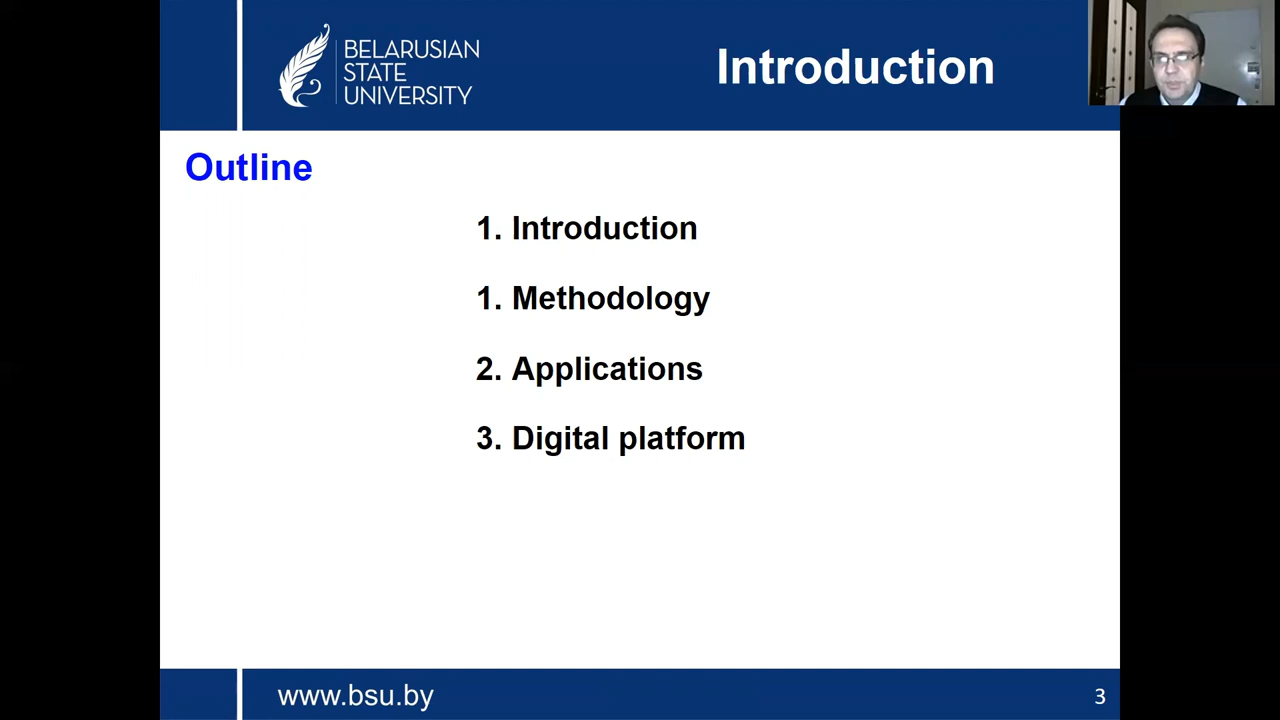 BELARUSIAN
STATE
UNIVERSITY
Introduction
Outline
1. Introduction
1. Methodology
2. Applications
3. Digital platform
www.bsu.by
3